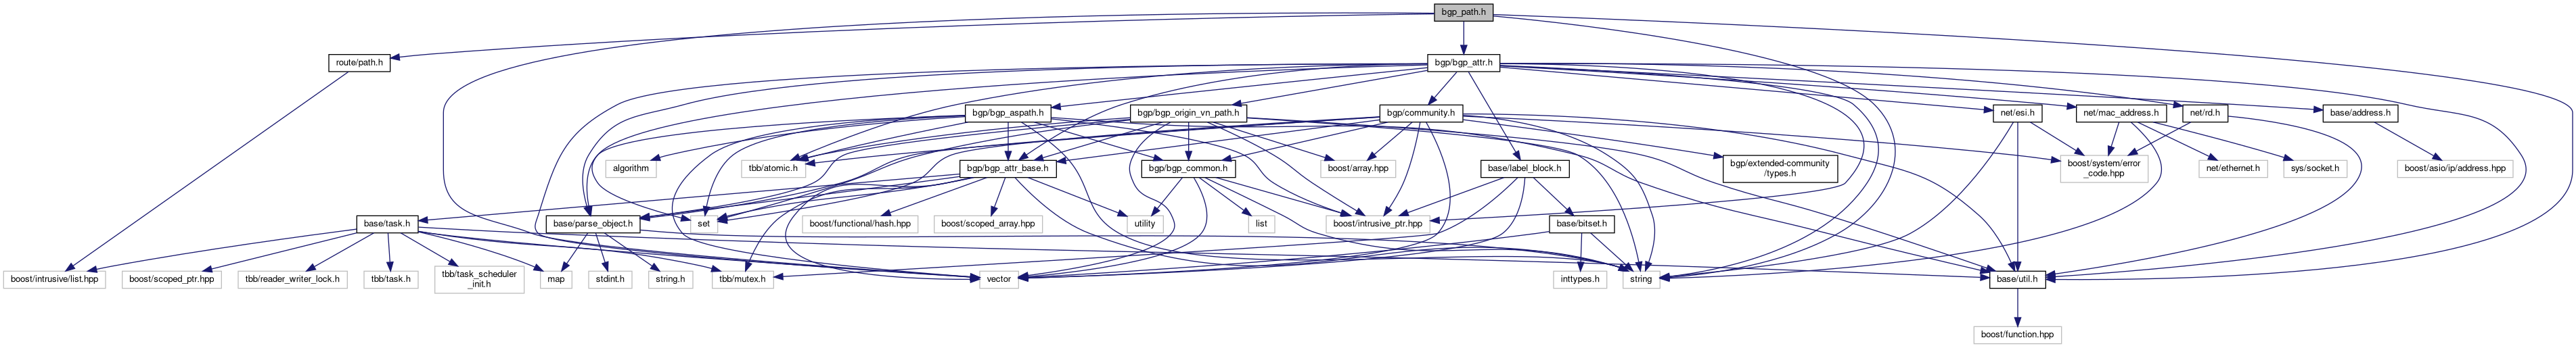 bgp_path.h
route/path.h
bgp/bgp_attr.h
bgp/bgp_aspath.h
bgp/bgp_origin_vn_path.h
bgp/community.h
net/esi.h
net/mac_address.h
net/rd.h
base/address.h
algorithm
tbb/atomic.h
bgp/bgp_attr_base.h
bgp/bgp_common.h
boost/array.hpp
base/label_block.h
bgp/extended-community
/types.h
boost/system/error
_code.hpp
net/ethernet.h
sys/socket.h
boost/asio/ip/address.hpp
base/task.h
base/parse_object.h
set
boost/functional/hash.hpp
boost/scoped_array.hpp
utility
list
boost/intrusive_ptr.hpp
base/bitset.h
boost/intrusive/list.hpp
boost/scoped_ptr.hpp
tbb/reader_writer_lock.h
tbb/task.h
tbb/task_scheduler
_init.h
map
stdint.h
string.h
tbb/mutex.h
vector
inttypes.h
string
base/util.h
boost/function.hpp